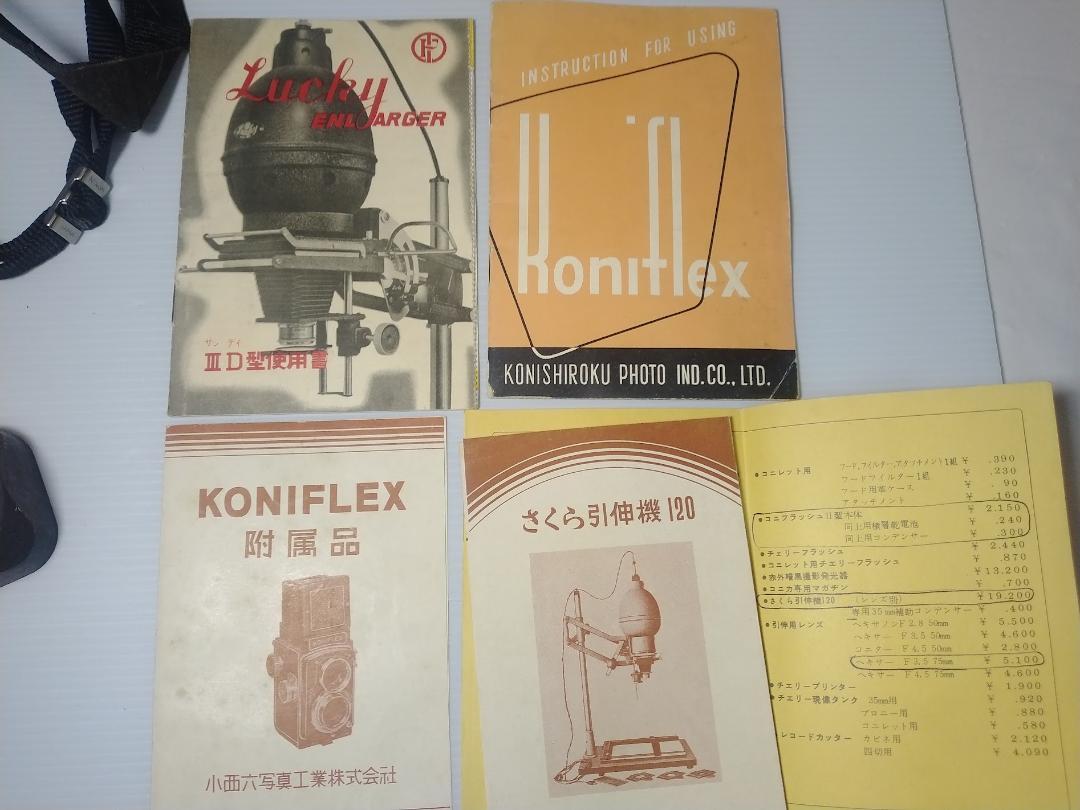 Lucky
ENLARGER
サン ディ
ⅢD型使用書
INSTRUCTION FOR USING
Koniflex
KONISHIROKU PHOTO IND. CO., LTD.
KONIFLEX
附属品
小西六写真工業株式会社
さくら引伸機120
●コニレット用 フード,フイルター,アタッチメント1組 ¥ .390
フードフイルター1組 ¥ .230
フード用革ケース ¥ . 90
アタッチメント ¥ .160
●コニフラッシュⅡ型本体 ¥ 2.150
同上用積層乾電池 ¥ .240
同上用コンデンサー ¥ .300
●チェリーフラッシュ ¥ 2.440
●コニレット用チェリーフラッシュ ¥ .870
●赤外暗黒撮影発光器 ¥13.200
●コニカ専用マガヂン ¥ .700
●さくら引伸機120 (レンズ別) ¥19.200
専用35mm補助コンデンサー ¥ .400
●引伸用レンズ ヘキサノンF2.8 50mm ¥ 5.500
ヘキサー F3.5 50mm ¥ 4.600
コニター F4.5 50mm ¥ 2.800
ヘキサー F3.5 75mm ¥ 5.100
ヘキサー F4.5 75mm ¥ 4.600
●チェリープリンター ¥ 1.900
●チェリー現像タンク 35mm用 ¥ .920
ブロニー用 ¥ .880
コニレット用 ¥ .580
レコードカッター カビネ用 ¥ 2.120
四切用 ¥ 4.090